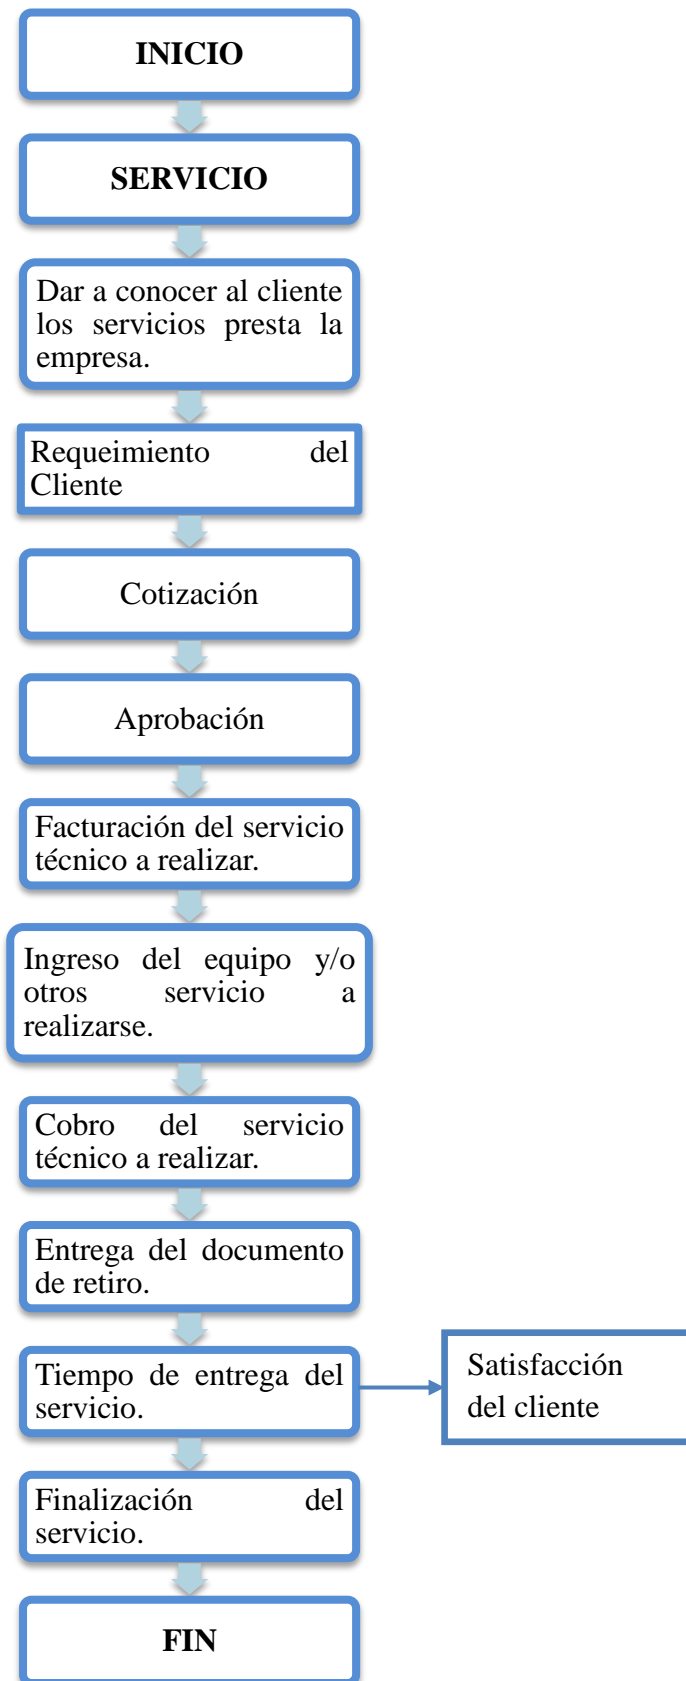 INICIO
SERVICIO
Dar a conocer al cliente
los servicios presta la
empresa.
Requeimiento del
Cliente
Cotización
Aprobación
Facturación del servicio
técnico a realizar.
Ingreso del equipo y/o
otros servicio a
realizarse.
Cobro del servicio
técnico a realizar.
Entrega del documento
de retiro.
Tiempo de entrega del
servicio.
Satisfacción
del cliente
Finalización del
servicio.
FIN